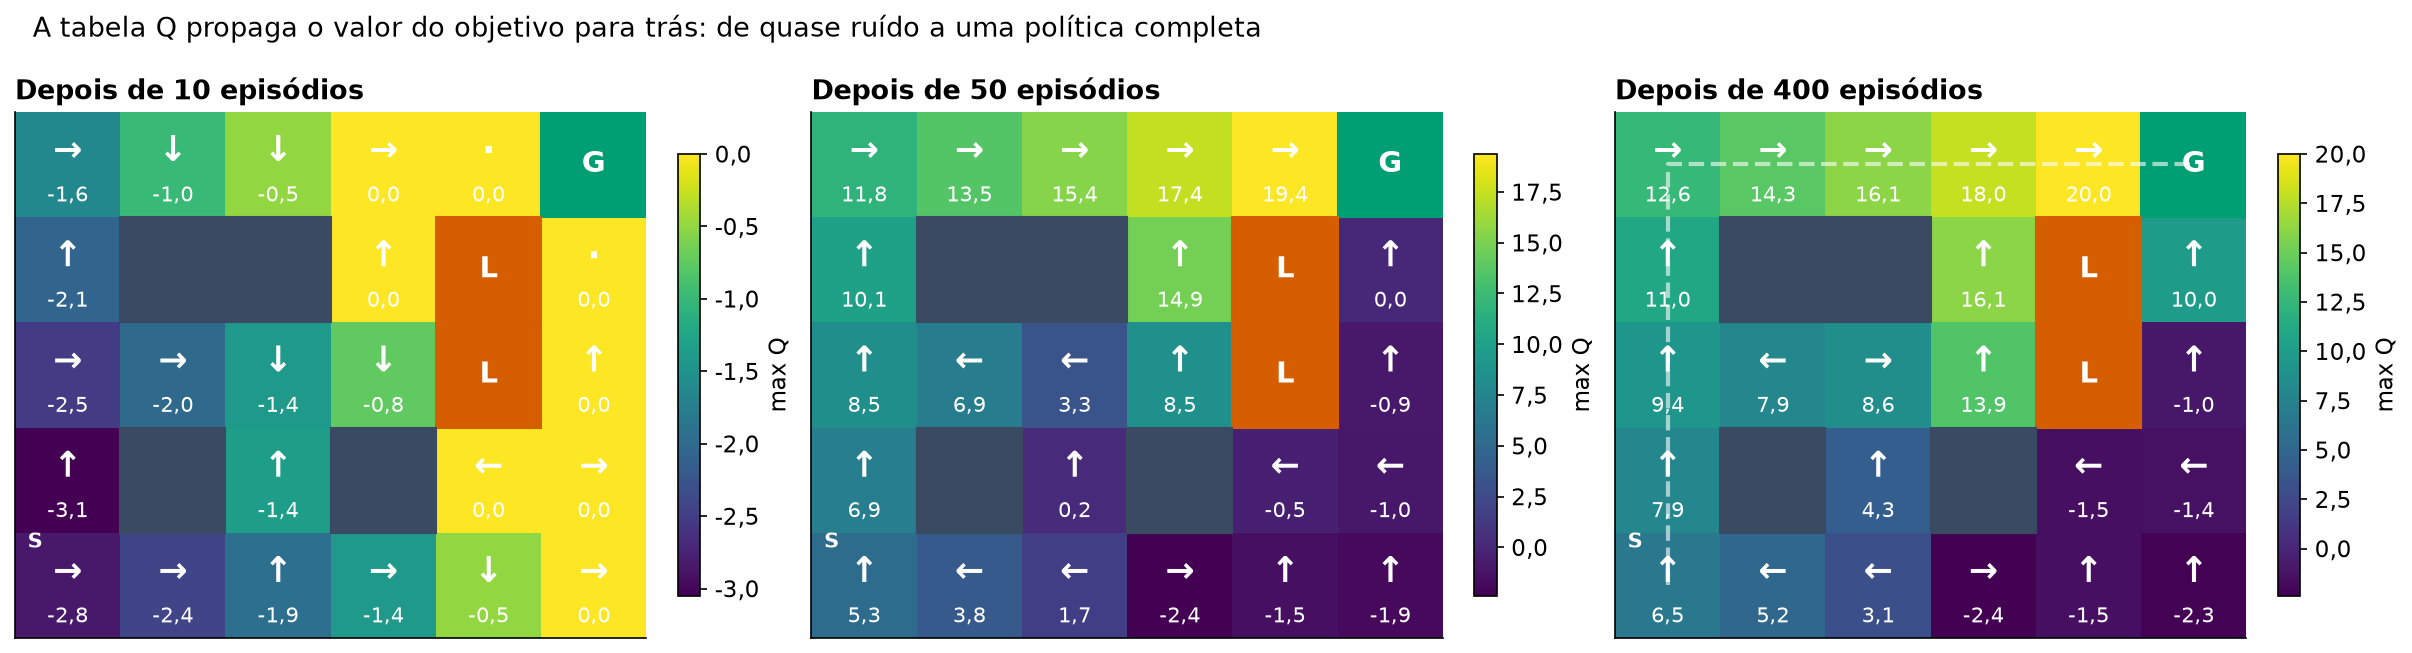 A tabela Q propaga o valor do objetivo para trás: de quase ruído a uma política completa
Depois de 10 episódios
→ ↓ ↓ → · G
-1,6 -1,0 -0,5 0,0 0,0
↑ ↑ L ·
-2,1 0,0 0,0
→ → ↓ ↓ L ↑
-2,5 -2,0 -1,4 -0,8 0,0
↑ ↑ ← →
-3,1 -1,4 0,0 0,0
S
→ → ↑ → ↓ →
-2,8 -2,4 -1,9 -1,4 -0,5 0,0
0,0
-0,5
-1,0
-1,5
-2,0
-2,5
-3,0
max Q
Depois de 50 episódios
→ → → → → G
11,8 13,5 15,4 17,4 19,4
↑ ↑ L ↑
10,1 14,9 0,0
↑ ← ← ↑ L ↑
8,5 6,9 3,3 8,5 -0,9
↑ ↑ ← ←
6,9 0,2 -0,5 -1,0
S
↑ ← ← → ↑ ↑
5,3 3,8 1,7 -2,4 -1,5 -1,9
17,5
15,0
12,5
10,0
7,5
5,0
2,5
0,0
max Q
Depois de 400 episódios
→ → → → → G
12,6 14,3 16,1 18,0 20,0
↑ ↑ L ↑
11,0 16,1 10,0
↑ ← → ↑ L ↑
9,4 7,9 8,6 13,9 -1,0
↑ ↑ ← ←
7,9 4,3 -1,5 -1,4
S
↑ ← ← → ↑ ↑
6,5 5,2 3,1 -2,4 -1,5 -2,3
20,0
17,5
15,0
12,5
10,0
7,5
5,0
2,5
0,0
max Q